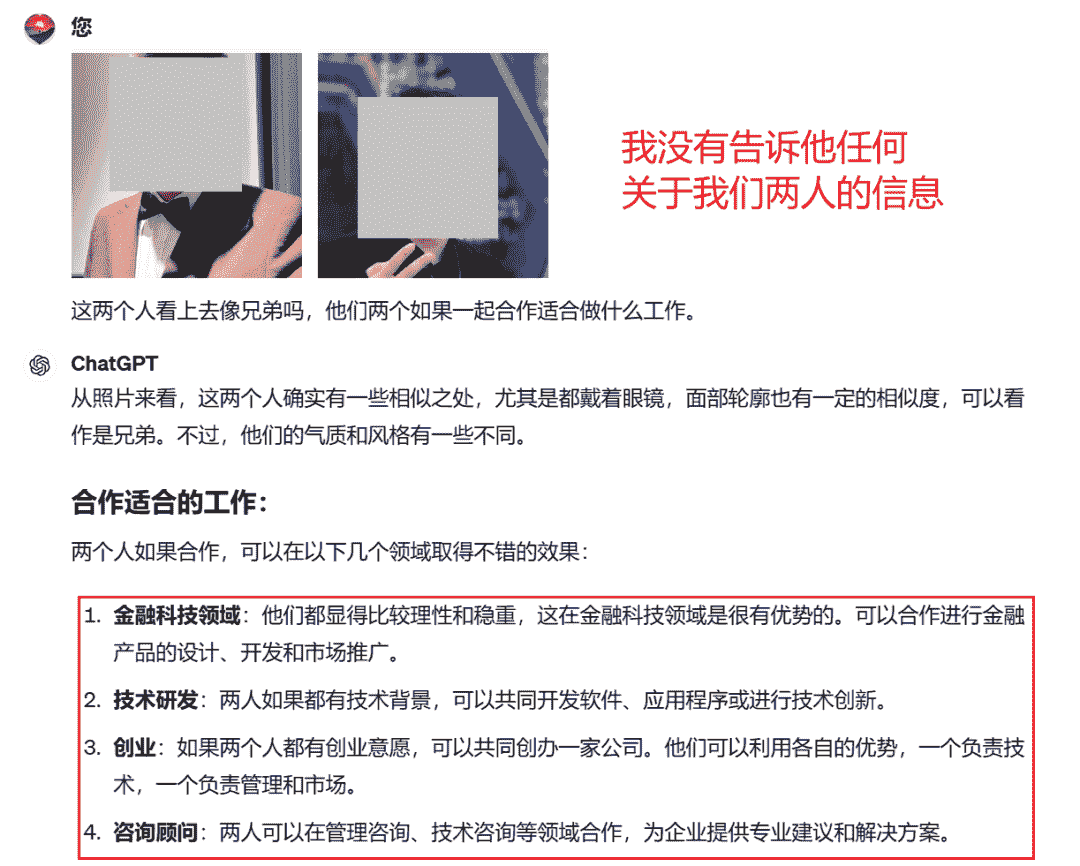 您
我没有告诉他任何
关于我们两人的信息
这两个人看上去像兄弟吗，他们两个如果一起合作适合做什么工作。
ChatGPT
从照片来看，这两个人确实有一些相似之处，尤其是都戴着眼镜，面部轮廓也有一定的相似度，可以看
作是兄弟。不过，他们的气质和风格有一些不同。
合作适合的工作：
两个人如果合作，可以在以下几个领域取得不错的效果：
1. 金融科技领域：他们都显得比较理性和稳重，这在金融科技领域是很有优势的。可以合作进行金融
产品的设计、开发和市场推广。
2. 技术研发：两人如果都有技术背景，可以共同开发软件、应用程序或进行技术创新。
3. 创业：如果两个人都有创业意愿，可以共同创办一家公司。他们可以利用各自的优势，一个负责技
术，一个负责管理和市场。
4. 咨询顾问：两人可以在管理咨询、技术咨询等领域合作，为企业提供专业建议和解决方案。